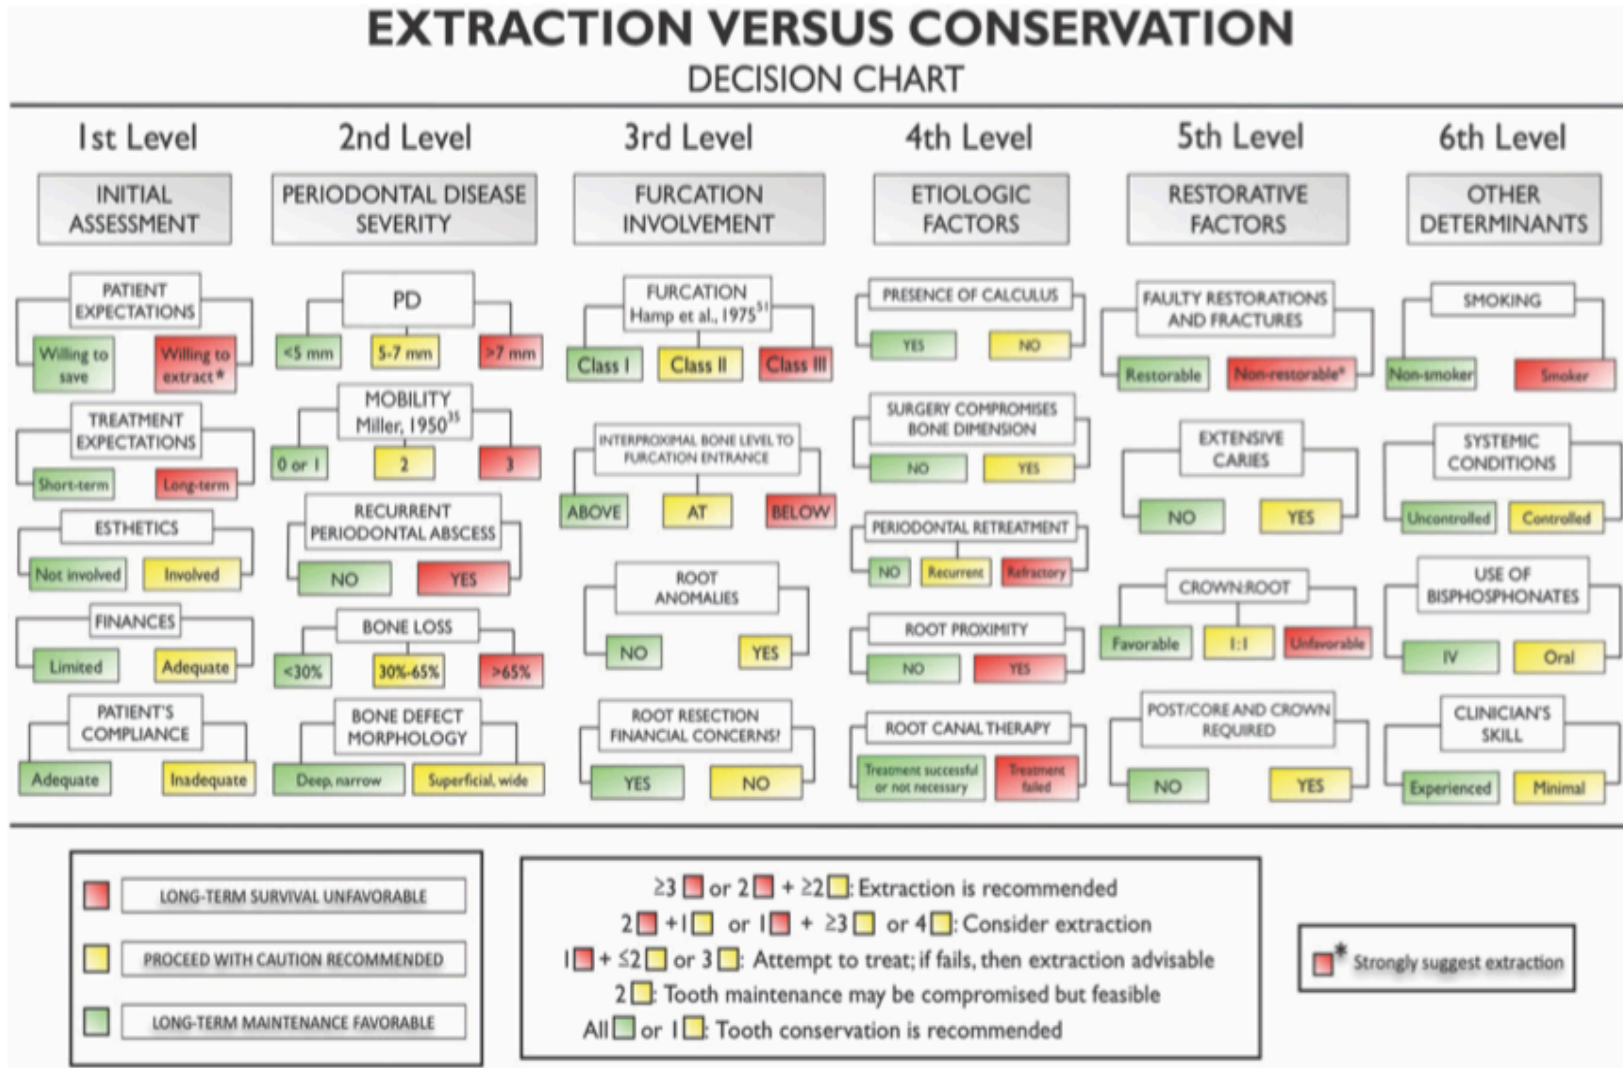 EXTRACTION VERSUS CONSERVATION
DECISION CHART
1st Level
INITIAL
ASSESSMENT
PATIENT
EXPECTATIONS
Willing to
save
Willing to
extract*
TREATMENT
EXPECTATIONS
Short-term
Long-term
ESTHETICS
Not involved
Involved
FINANCES
Limited
Adequate
PATIENT'S
COMPLIANCE
Adequate
Inadequate
2nd Level
PERIODONTAL DISEASE
SEVERITY
PD
<5 mm
5-7 mm
>7 mm
MOBILITY
Miller, 1950³⁵
0 or 1
2
3
RECURRENT
PERIODONTAL ABSCESS
NO
YES
BONE LOSS
<30%
30%-65%
>65%
BONE DEFECT
MORPHOLOGY
Deep, narrow
Superficial, wide
3rd Level
FURCATION
INVOLVEMENT
FURCATION
Hamp et al., 1975⁵¹
Class I
Class II
Class III
INTERPROXIMAL BONE LEVEL TO
FURCATION ENTRANCE
ABOVE
AT
BELOW
ROOT
ANOMALIES
NO
YES
ROOT RESECTION
FINANCIAL CONCERNS?
YES
NO
4th Level
ETIOLOGIC
FACTORS
PRESENCE OF CALCULUS
YES
NO
SURGERY COMPROMISES
BONE DIMENSION
NO
YES
PERIODONTAL RETREATMENT
NO
Recurrent
Refractory
ROOT PROXIMITY
NO
YES
ROOT CANAL THERAPY
Treatment successful
or not necessary
Treatment
failed
5th Level
RESTORATIVE
FACTORS
FAULTY RESTORATIONS
AND FRACTURES
Restorable
Non-restorable*
EXTENSIVE
CARIES
NO
YES
CROWN:ROOT
Favorable
1:1
Unfavorable
POST/CORE AND CROWN
REQUIRED
NO
YES
6th Level
OTHER
DETERMINANTS
SMOKING
Non-smoker
Smoker
SYSTEMIC
CONDITIONS
Uncontrolled
Controlled
USE OF
BISPHOSPHONATES
IV
Oral
CLINICIAN'S
SKILL
Experienced
Minimal
LONG-TERM SURVIVAL UNFAVORABLE
PROCEED WITH CAUTION RECOMMENDED
LONG-TERM MAINTENANCE FAVORABLE
≥3 or 2 + ≥2: Extraction is recommended
2 +1 or 1 + ≥3 or 4: Consider extraction
1 + ≤2 or 3: Attempt to treat; if fails, then extraction advisable
2: Tooth maintenance may be compromised but feasible
All or 1: Tooth conservation is recommended
* Strongly suggest extraction